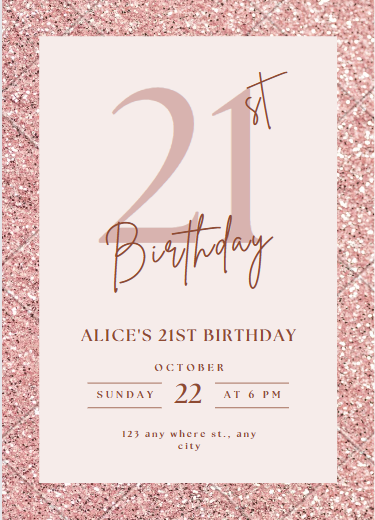 21st
Birthday
ALICE'S 21ST BIRTHDAY
OCTOBER
SUNDAY 22 AT 6 PM
123 any where st., any
city